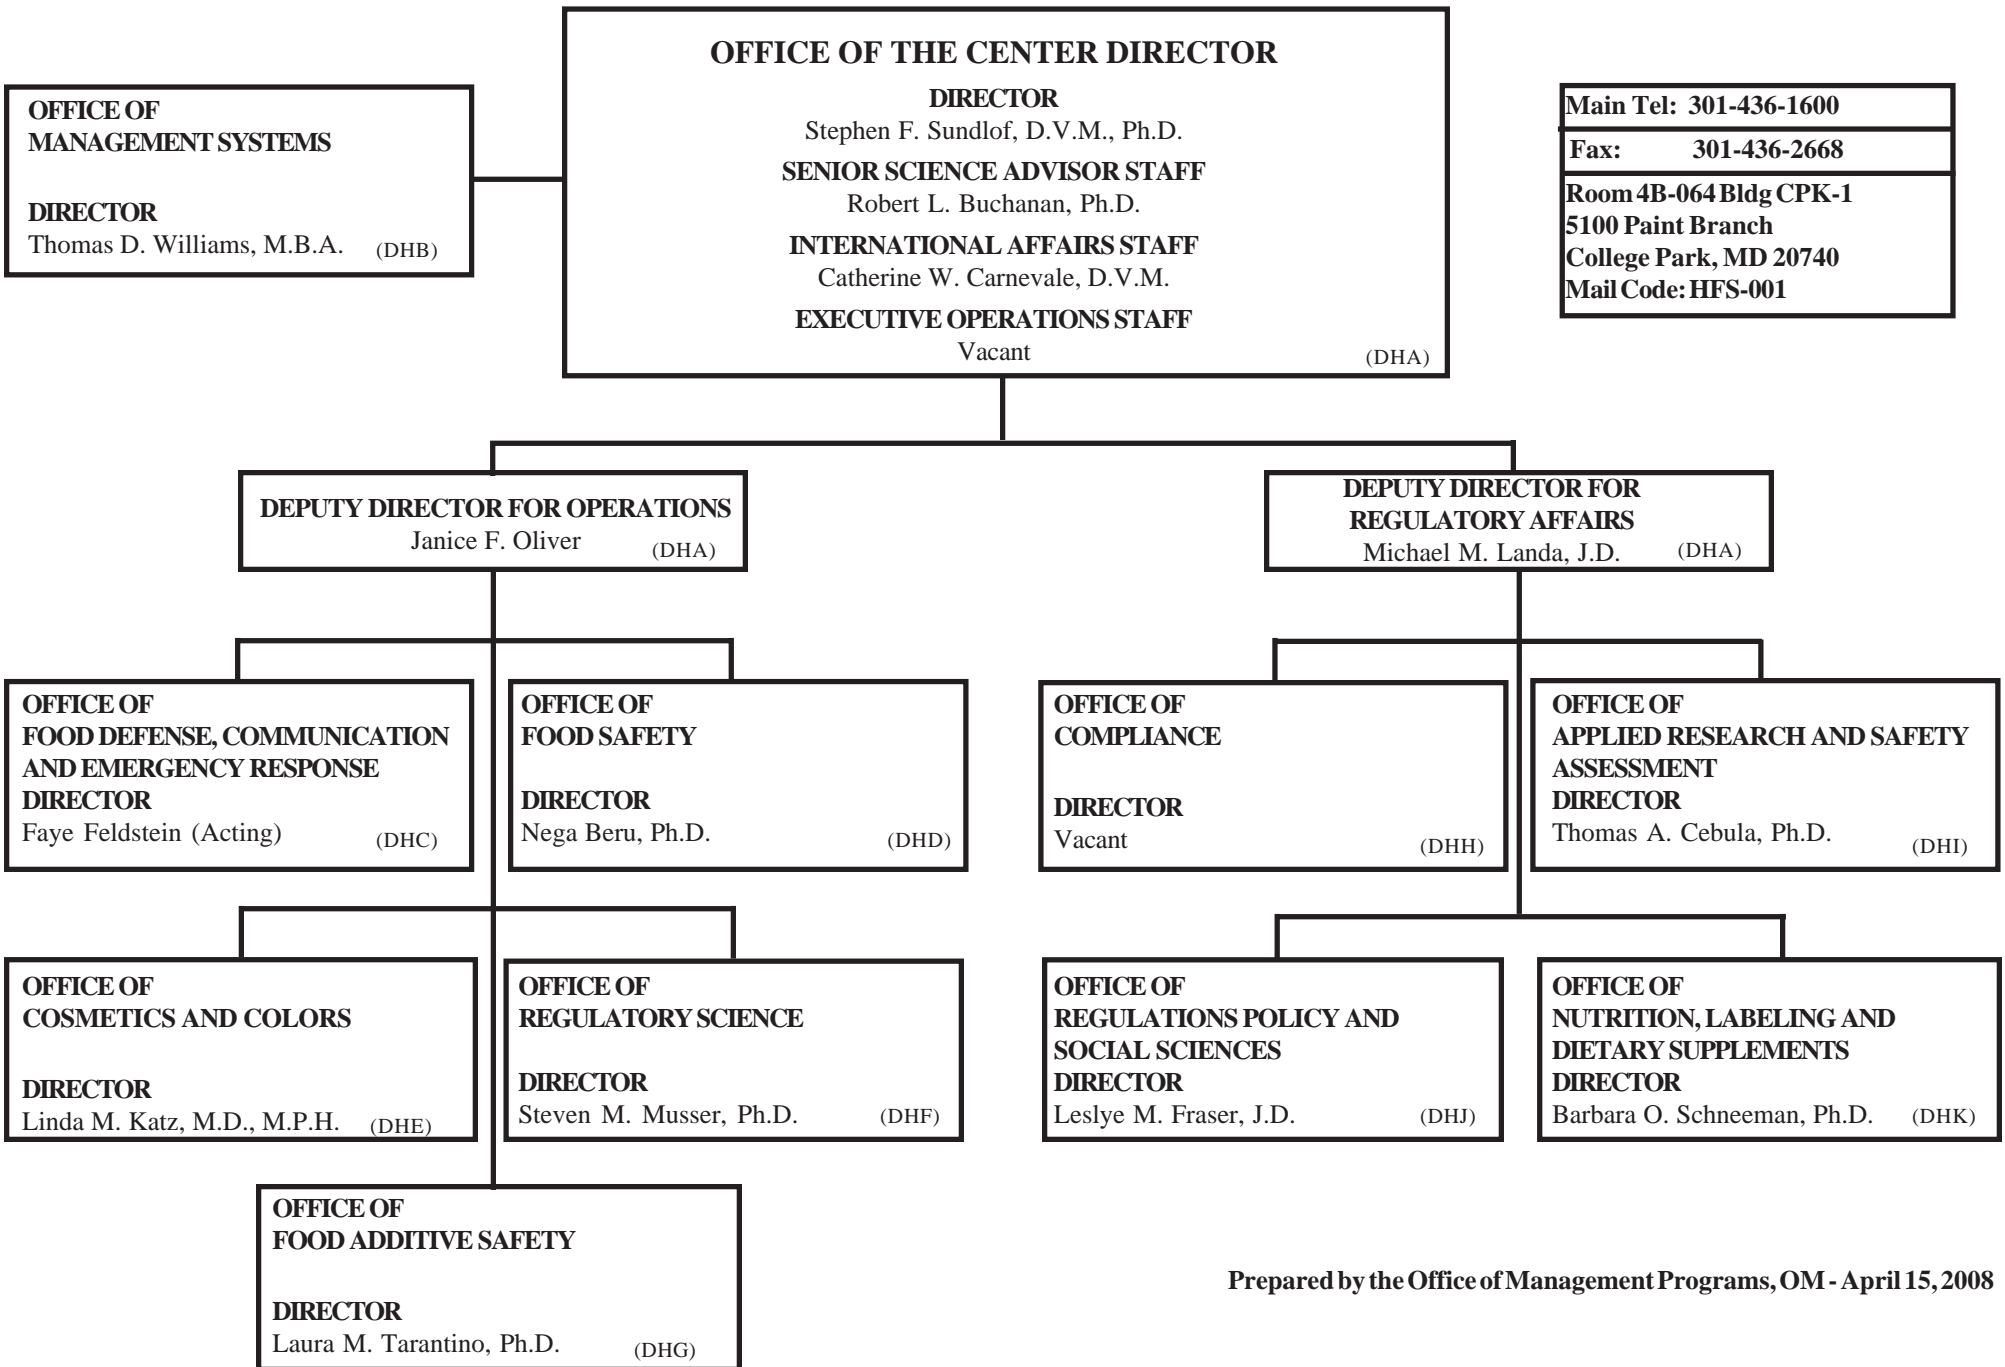 OFFICE OF THE CENTER DIRECTOR
DIRECTOR
Stephen F. Sundlof, D.V.M., Ph.D.
SENIOR SCIENCE ADVISOR STAFF
Robert L. Buchanan, Ph.D.
INTERNATIONAL AFFAIRS STAFF
Catherine W. Carnevale, D.V.M.
EXECUTIVE OPERATIONS STAFF
Vacant (DHA)
OFFICE OF
MANAGEMENT SYSTEMS
DIRECTOR
Thomas D. Williams, M.B.A. (DHB)
Main Tel: 301-436-1600
Fax: 301-436-2668
Room 4B-064 Bldg CPK-1
5100 Paint Branch
College Park, MD 20740
Mail Code: HFS-001
DEPUTY DIRECTOR FOR OPERATIONS
Janice F. Oliver (DHA)
DEPUTY DIRECTOR FOR
REGULATORY AFFAIRS
Michael M. Landa, J.D. (DHA)
OFFICE OF
FOOD DEFENSE, COMMUNICATION
AND EMERGENCY RESPONSE
DIRECTOR
Faye Feldstein (Acting) (DHC)
OFFICE OF
FOOD SAFETY
DIRECTOR
Nega Beru, Ph.D. (DHD)
OFFICE OF
COMPLIANCE
DIRECTOR
Vacant (DHH)
OFFICE OF
APPLIED RESEARCH AND SAFETY
ASSESSMENT
DIRECTOR
Thomas A. Cebula, Ph.D. (DHI)
OFFICE OF
COSMETICS AND COLORS
DIRECTOR
Linda M. Katz, M.D., M.P.H. (DHE)
OFFICE OF
REGULATORY SCIENCE
DIRECTOR
Steven M. Musser, Ph.D. (DHF)
OFFICE OF
REGULATIONS POLICY AND
SOCIAL SCIENCES
DIRECTOR
Leslye M. Fraser, J.D. (DHJ)
OFFICE OF
NUTRITION, LABELING AND
DIETARY SUPPLEMENTS
DIRECTOR
Barbara O. Schneeman, Ph.D. (DHK)
OFFICE OF
FOOD ADDITIVE SAFETY
DIRECTOR
Laura M. Tarantino, Ph.D. (DHG)
Prepared by the Office of Management Programs, OM - April 15, 2008